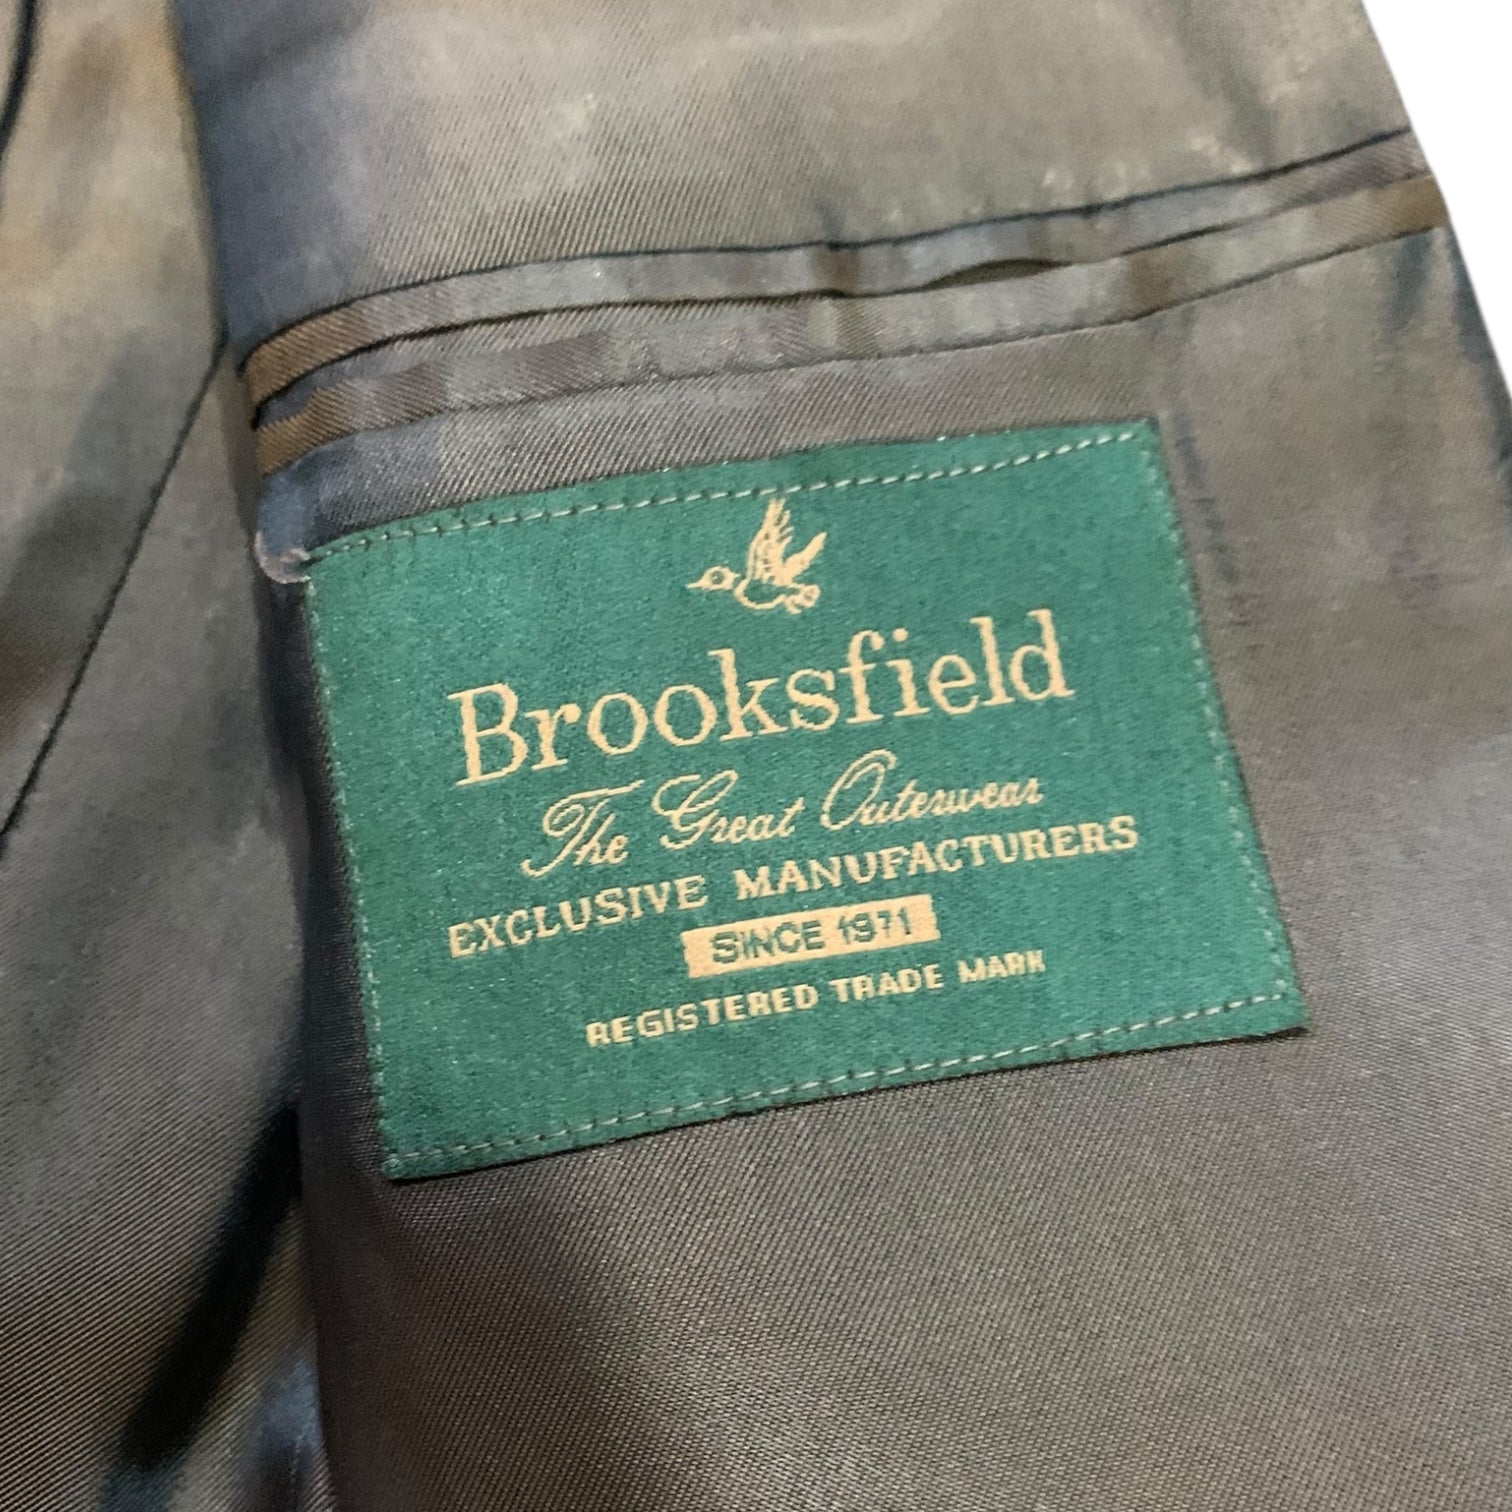 Brooksfield
The Great Outerwear
EXCLUSIVE MANUFACTURERS
SINCE 1971
REGISTERED TRADE MARK